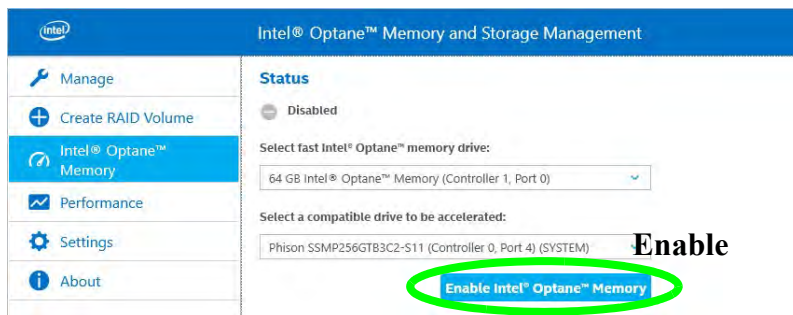 intel
Intel® Optane™ Memory and Storage Management
Manage
Create RAID Volume
Intel® Optane™
Memory
Performance
Settings
About
Status
Disabled
Select fast Intel® Optane™ memory drive:
64 GB Intel® Optane™ Memory (Controller 1, Port 0)
Select a compatible drive to be accelerated:
Phison SSMP256GTB3C2-S11 (Controller 0, Port 4) (SYSTEM)
Enable
Enable Intel® Optane™ Memory